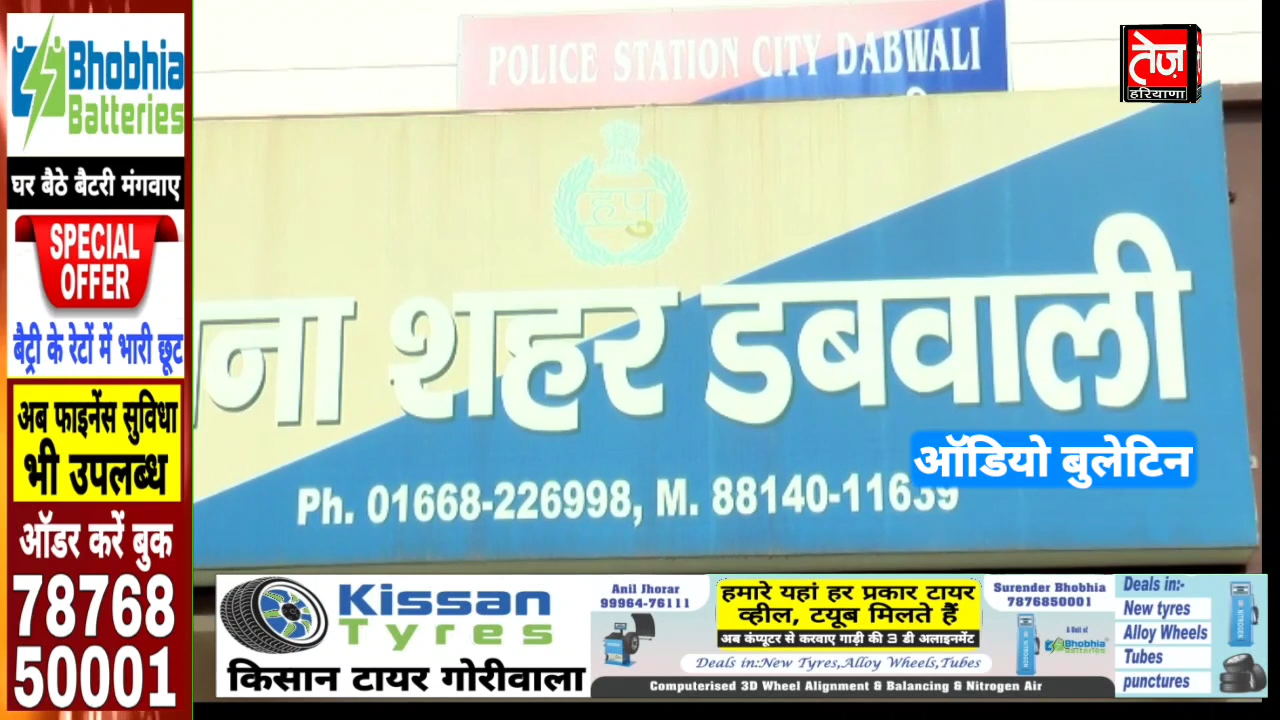 Bhobhia
Batteries
घर बैठे बैटरी मंगवाए
SPECIAL
OFFER
बैट्री के रेटों में भारी छूट
अब फाइनेंस सुविधा
भी उपलब्ध
ऑडर करें बुक
78768
50001
POLICE STATION CITY DABWALI
तेज़
हरियाणा
हपु
ना शहर डबवाली
Ph. 01668-226998, M. 88140-11639
ऑडियो बुलेटिन
Kissan
Tyres
किसान टायर गोरीवाला
Anil Jhorar
99964-76111
हमारे यहां हर प्रकार टायर
व्हील, टयूब मिलते हैं
अब कंप्यूटर से करवाए गाड़ी की 3 डी अलाइनमेंट
Deals in:New Tyres,Alloy Wheels,Tubes
Computerised 3D Wheel Alignment & Balancing & Nitrogen Air
Surender Bhobhia
7876850001
A Unit of
Bhobhia
Batteries
Deals in:-
New tyres
Alloy Wheels
Tubes
punctures